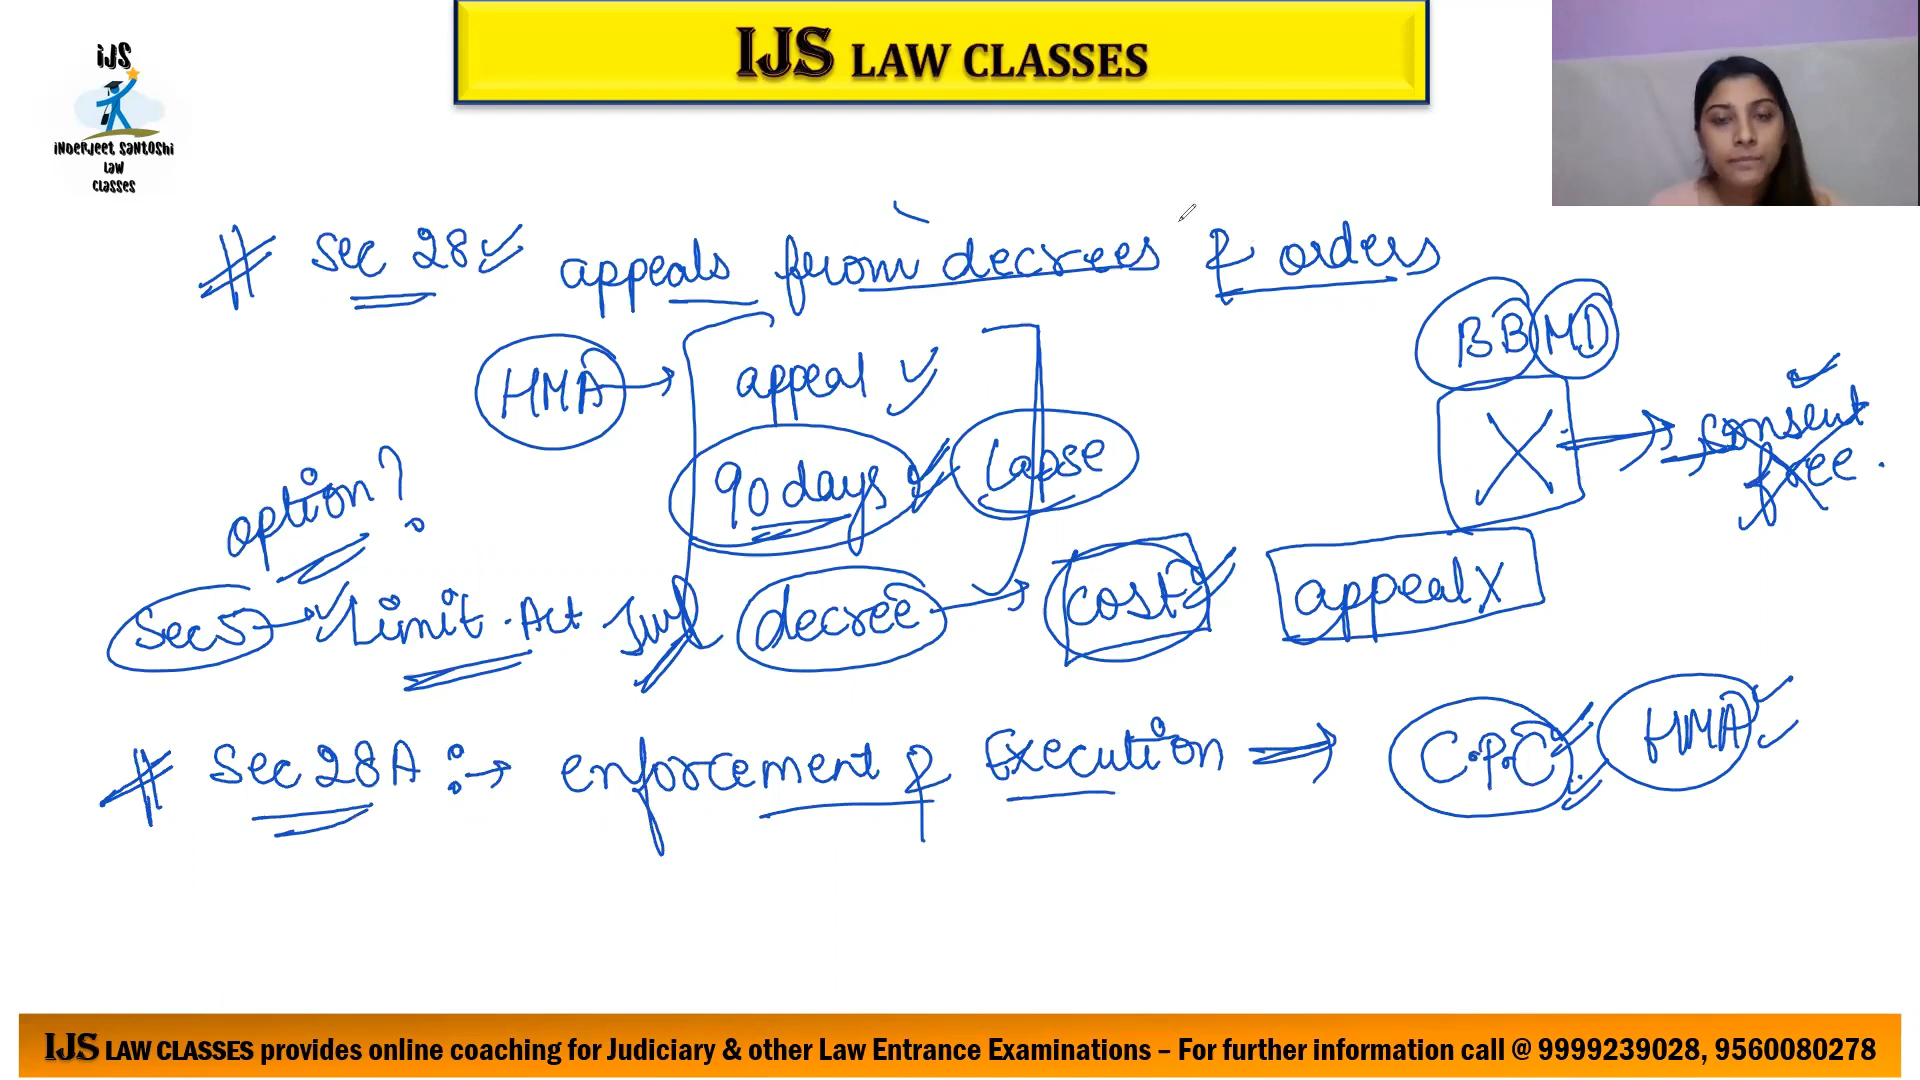 IJS LAW CLASSES
iJS
iNDERJEET SANTOSHI
LAW
CLASSES
# Sec 28 appeals from decrees & orders
BB MD
HMA → appeal
X → consent free.
90 days Lapse
option?
Sec 5 → Limit. Act decree → cost appeal X
# Sec 28A :→ enforcement & Execution ⇒ C.P.C HMA
IJS LAW CLASSES provides online coaching for Judiciary & other Law Entrance Examinations – For further information call @ 9999239028, 9560080278